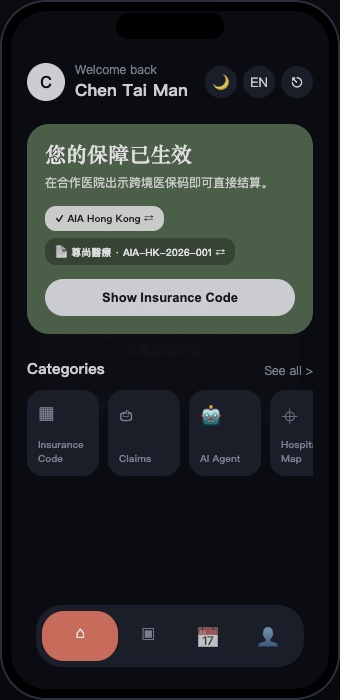 Welcome back
C
Chen Tai Man
EN
您的保障已生效
在合作医院出示跨境医保码即可直接结算。
✓ AIA Hong Kong ⇄
尊尚醫療 · AIA-HK-2026-001 ⇄
Show Insurance Code
Categories
See all >
Insurance
Code
Claims
AI Agent
Hospit
Map
17